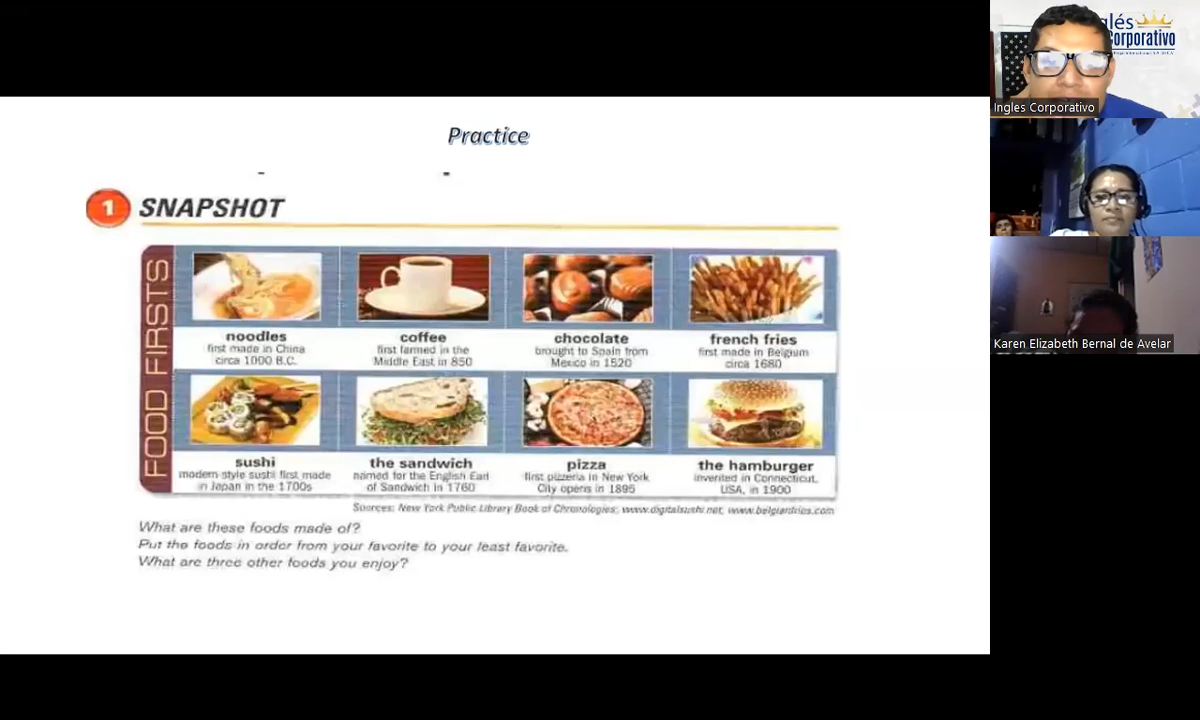 Practice
1 SNAPSHOT
FOOD FIRSTS
noodles
first made in China
circa 1000 B.C.
coffee
first farmed in the
Middle East in 850
chocolate
brought to Spain from
Mexico in 1520
french fries
first made in Belgium
circa 1680
sushi
modern-style sushi first made
in Japan in the 1700s
the sandwich
named for the English Earl
of Sandwich in 1760
pizza
first pizzeria in New York
City opens in 1895
the hamburger
invented in Connecticut,
USA, in 1900
Sources: New York Public Library Book of Chronologies; www.digitalsushi.net; www.belgianfries.com
What are these foods made of?
Put the foods in order from your favorite to your least favorite.
What are three other foods you enjoy?
glés
Corporativo
Ingles Corporativo
Karen Elizabeth Bernal de Avelar